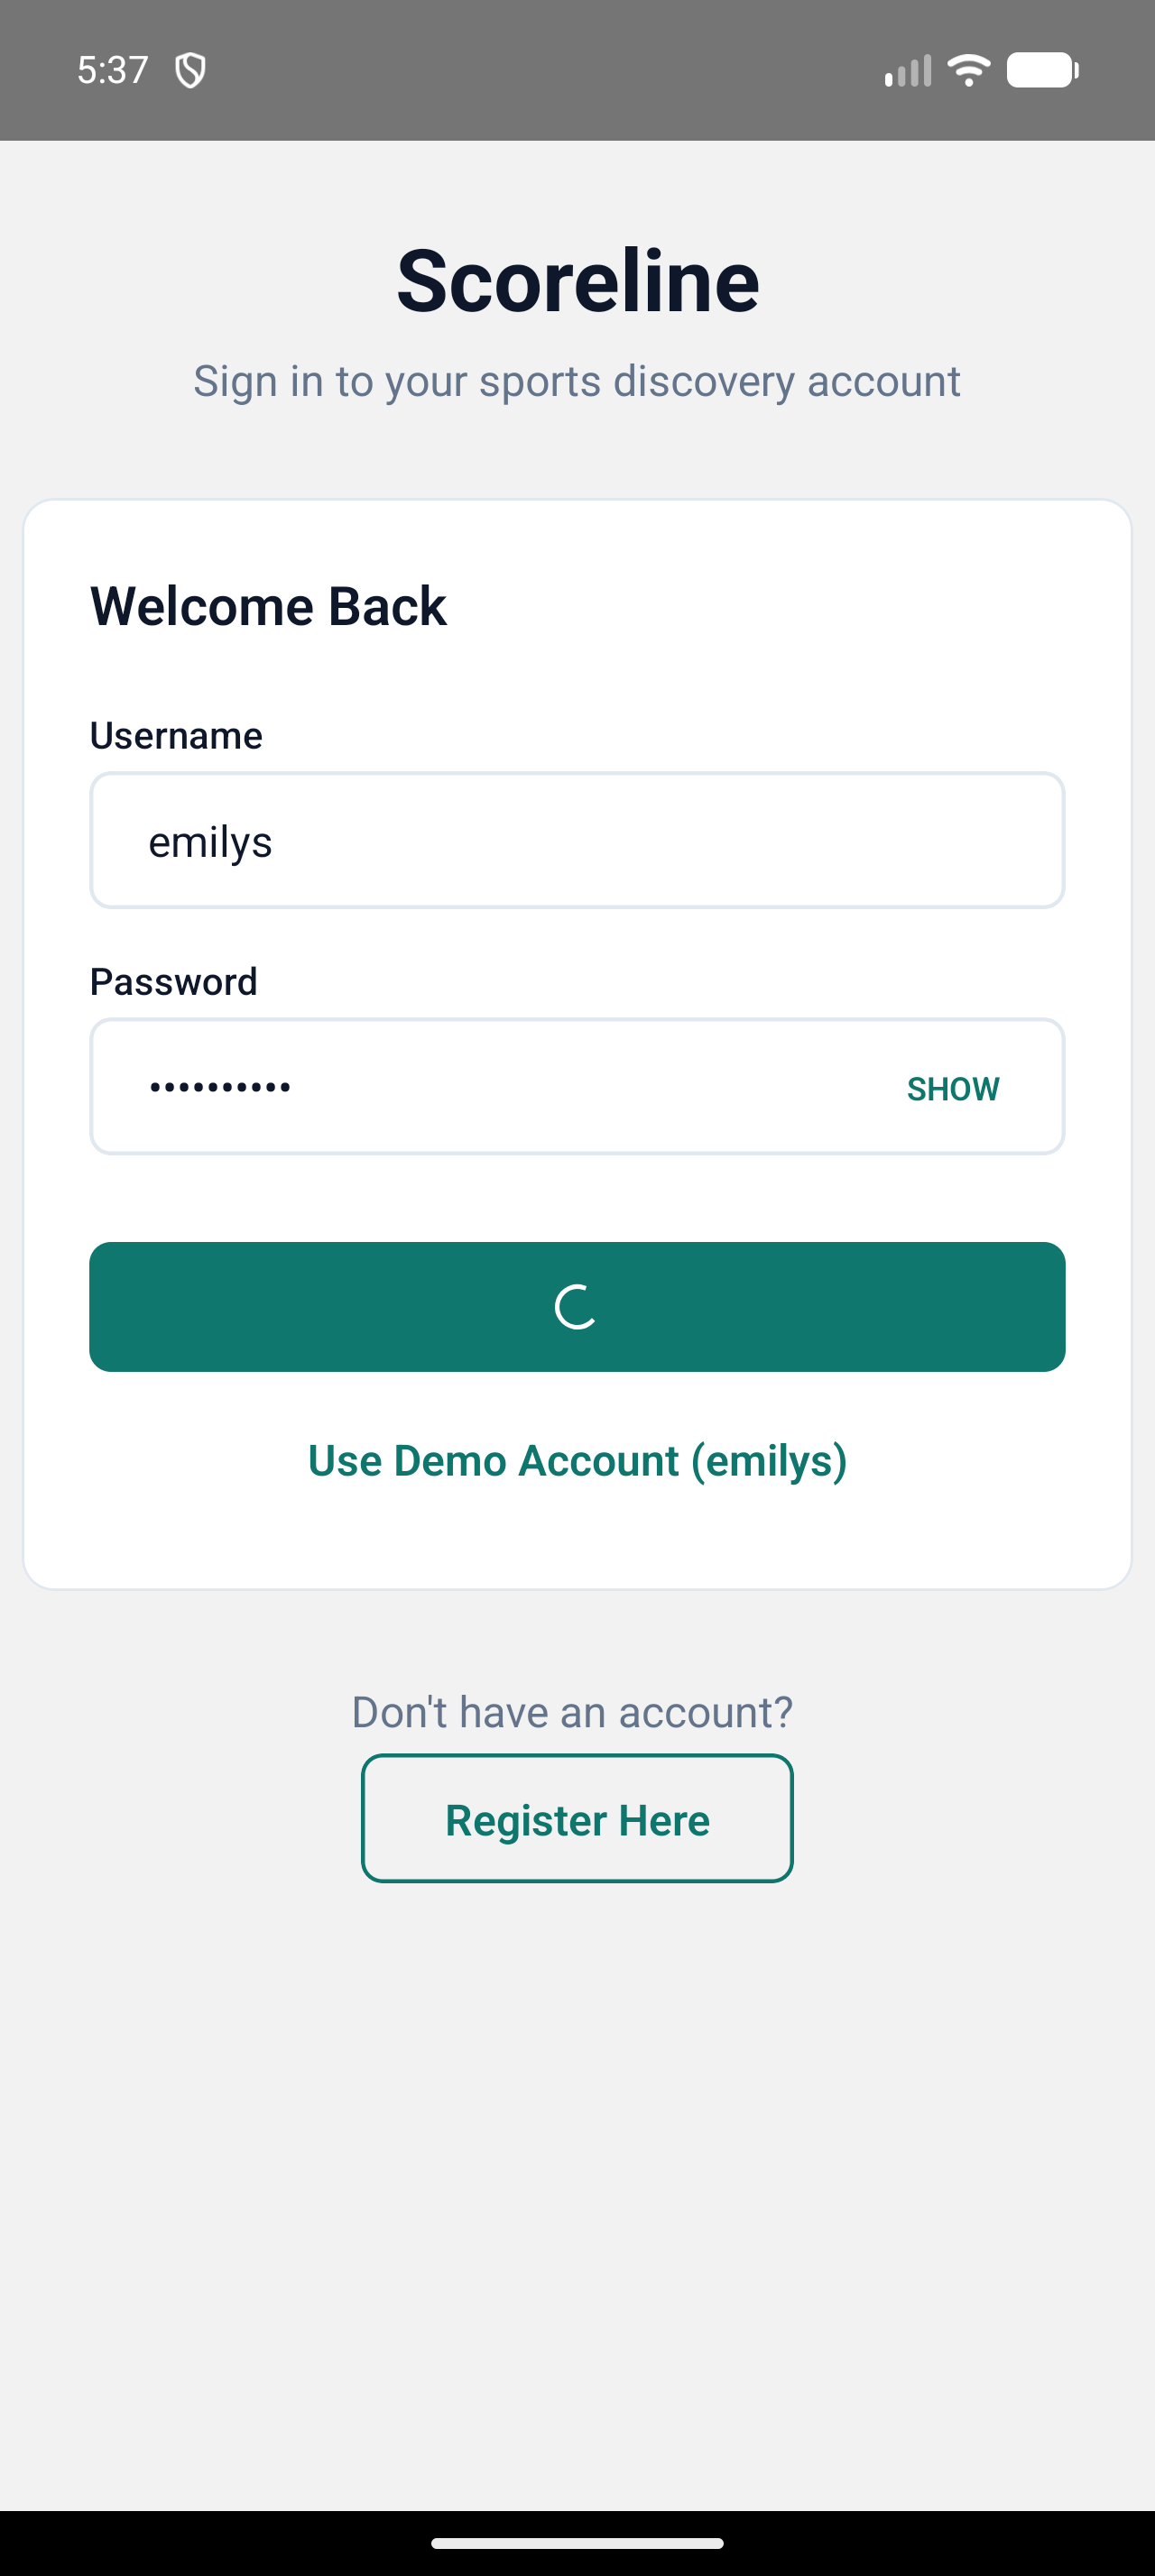 5:37
Scoreline
Sign in to your sports discovery account
Welcome Back
Username
emilys
Password
•••••••••• SHOW
Use Demo Account (emilys)
Don't have an account?
Register Here